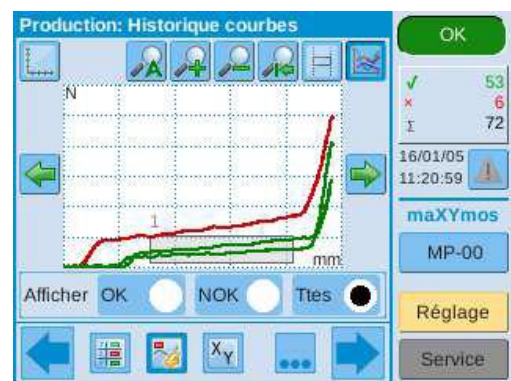 Production: Historique courbes
OK
A
N
1
mm
✓ 53
× 6
Σ 72
16/01/05
11:20:59
maXYmos
MP-00
Afficher OK NOK Ttes
Réglage
XY
Service